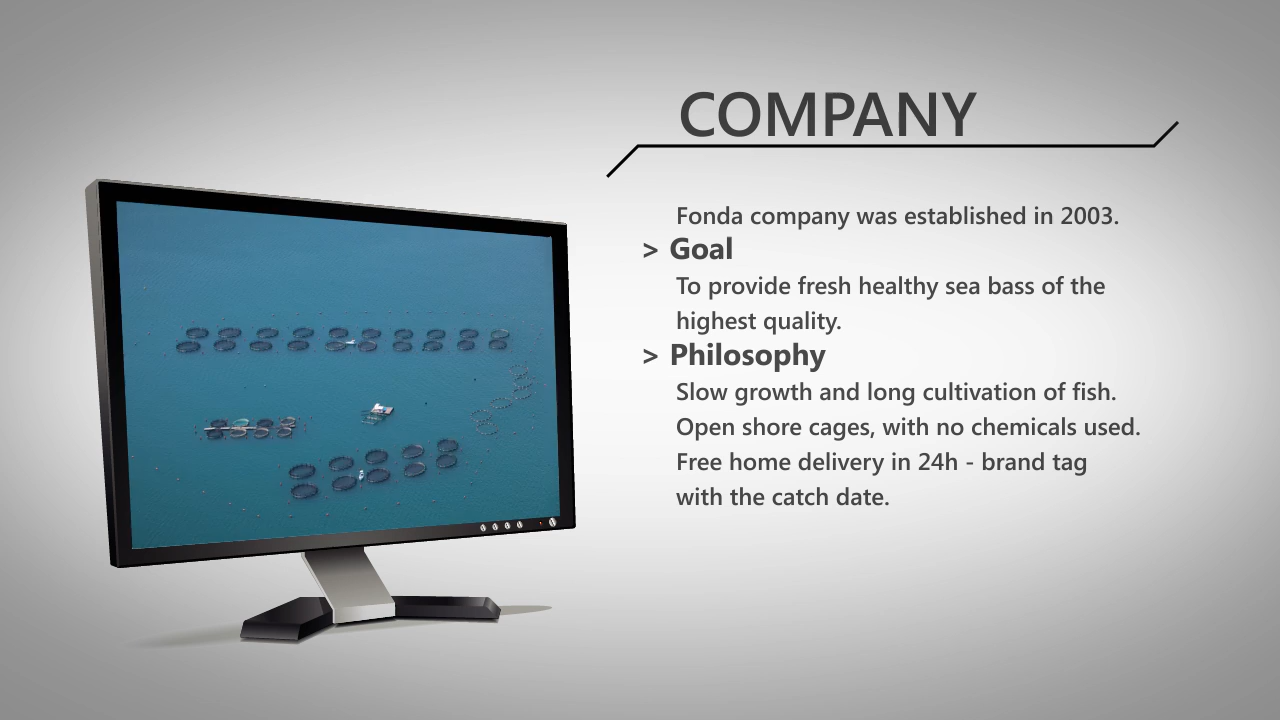 COMPANY
Fonda company was established in 2003.
> Goal
To provide fresh healthy sea bass of the
highest quality.
> Philosophy
Slow growth and long cultivation of fish.
Open shore cages, with no chemicals used.
Free home delivery in 24h - brand tag
with the catch date.